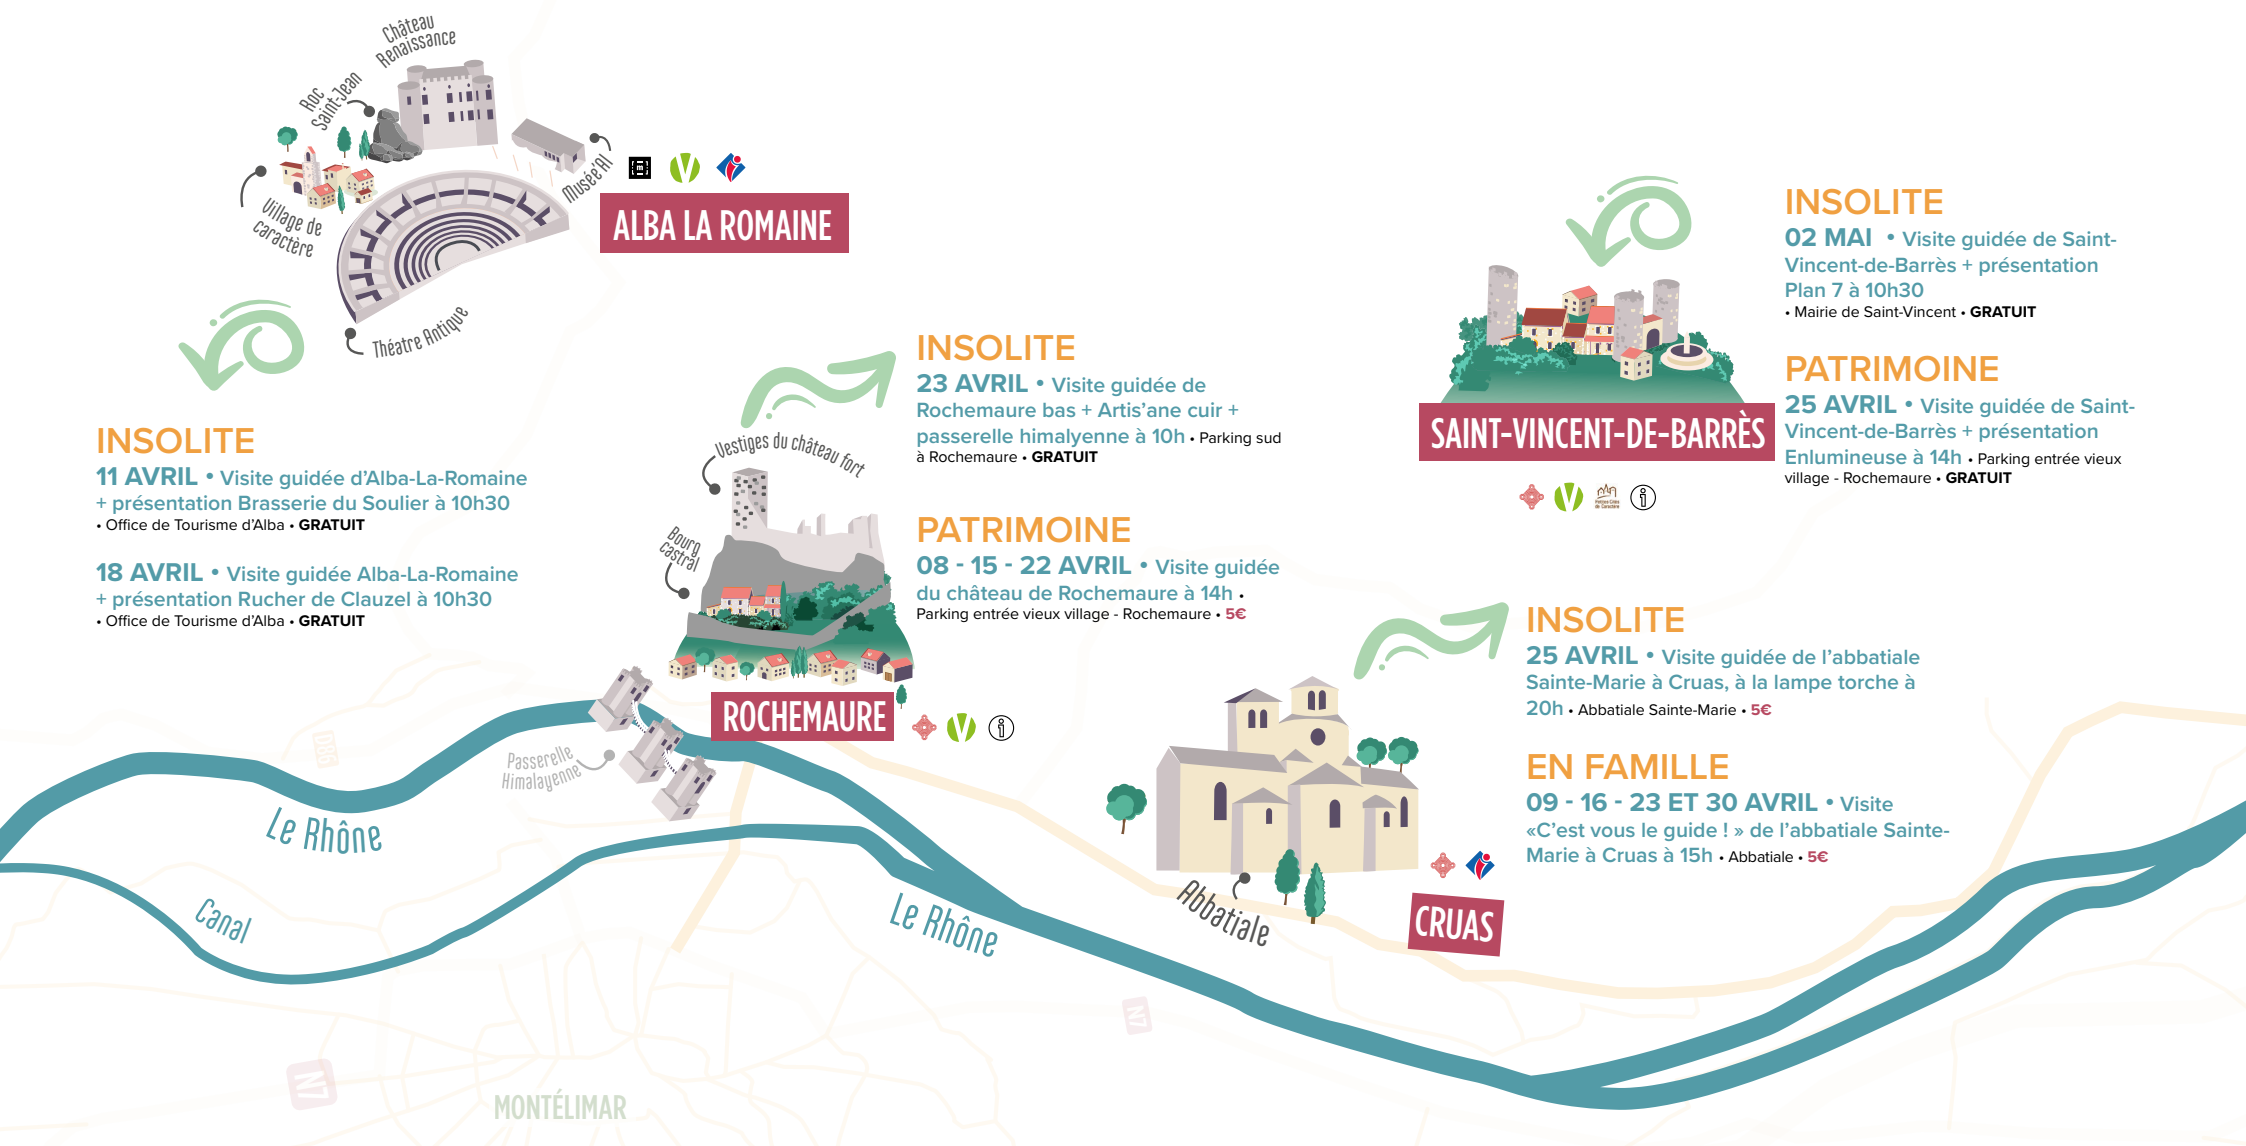 Château
Renaissance
Roc
Saint-Jean
Musée'Al
Village de
caractère
Théatre Antique
ALBA LA ROMAINE
INSOLITE
11 AVRIL • Visite guidée d'Alba-La-Romaine
+ présentation Brasserie du Soulier à 10h30
• Office de Tourisme d'Alba • GRATUIT
18 AVRIL • Visite guidée Alba-La-Romaine
+ présentation Rucher de Clauzel à 10h30
• Office de Tourisme d'Alba • GRATUIT
Vestiges du château fort
Bourg
castral
ROCHEMAURE
Passerelle
Himalayenne
INSOLITE
23 AVRIL • Visite guidée de
Rochemaure bas + Artis'ane cuir +
passerelle himalyenne à 10h • Parking sud
à Rochemaure • GRATUIT
PATRIMOINE
08 - 15 - 22 AVRIL • Visite guidée
du château de Rochemaure à 14h •
Parking entrée vieux village - Rochemaure • 5€
SAINT-VINCENT-DE-BARRÈS
Petites Cités
de Caractère
INSOLITE
02 MAI • Visite guidée de Saint-
Vincent-de-Barrès + présentation
Plan 7 à 10h30
• Mairie de Saint-Vincent • GRATUIT
PATRIMOINE
25 AVRIL • Visite guidée de Saint-
Vincent-de-Barrès + présentation
Enlumineuse à 14h • Parking entrée vieux
village - Rochemaure • GRATUIT
INSOLITE
25 AVRIL • Visite guidée de l'abbatiale
Sainte-Marie à Cruas, à la lampe torche à
20h • Abbatiale Sainte-Marie • 5€
EN FAMILLE
09 - 16 - 23 ET 30 AVRIL • Visite
«C'est vous le guide ! » de l'abbatiale Sainte-
Marie à Cruas à 15h • Abbatiale • 5€
Abbatiale
CRUAS
D86
Le Rhône
Canal
Le Rhône
N7
N7
MONTÉLIMAR